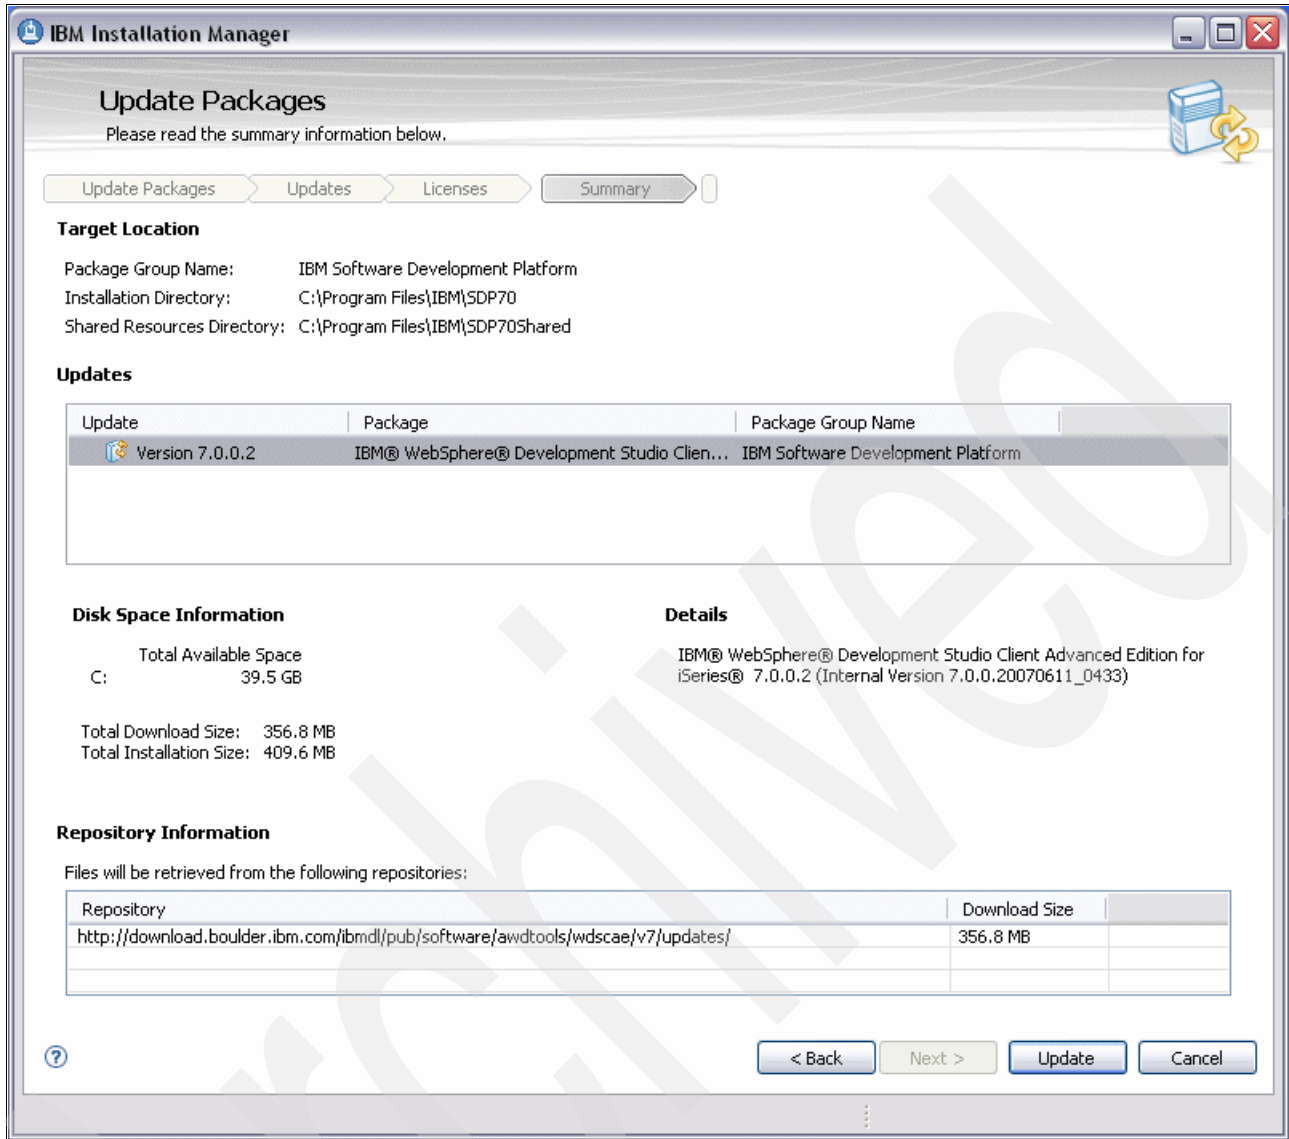 IBM Installation Manager
Update Packages
Please read the summary information below.
Update Packages Updates Licenses Summary
Target Location
Package Group Name: IBM Software Development Platform
Installation Directory: C:\Program Files\IBM\SDP70
Shared Resources Directory: C:\Program Files\IBM\SDP70Shared
Updates
Update Package Package Group Name
Version 7.0.0.2 IBM® WebSphere® Development Studio Clien... IBM Software Development Platform
Disk Space Information
Total Available Space
C: 39.5 GB
Total Download Size: 356.8 MB
Total Installation Size: 409.6 MB
Details
IBM® WebSphere® Development Studio Client Advanced Edition for
iSeries® 7.0.0.2 (Internal Version 7.0.0.20070611_0433)
Repository Information
Files will be retrieved from the following repositories:
Repository Download Size
http://download.boulder.ibm.com/ibmdl/pub/software/awdtools/wdscae/v7/updates/ 356.8 MB
? < Back Next > Update Cancel
rchived